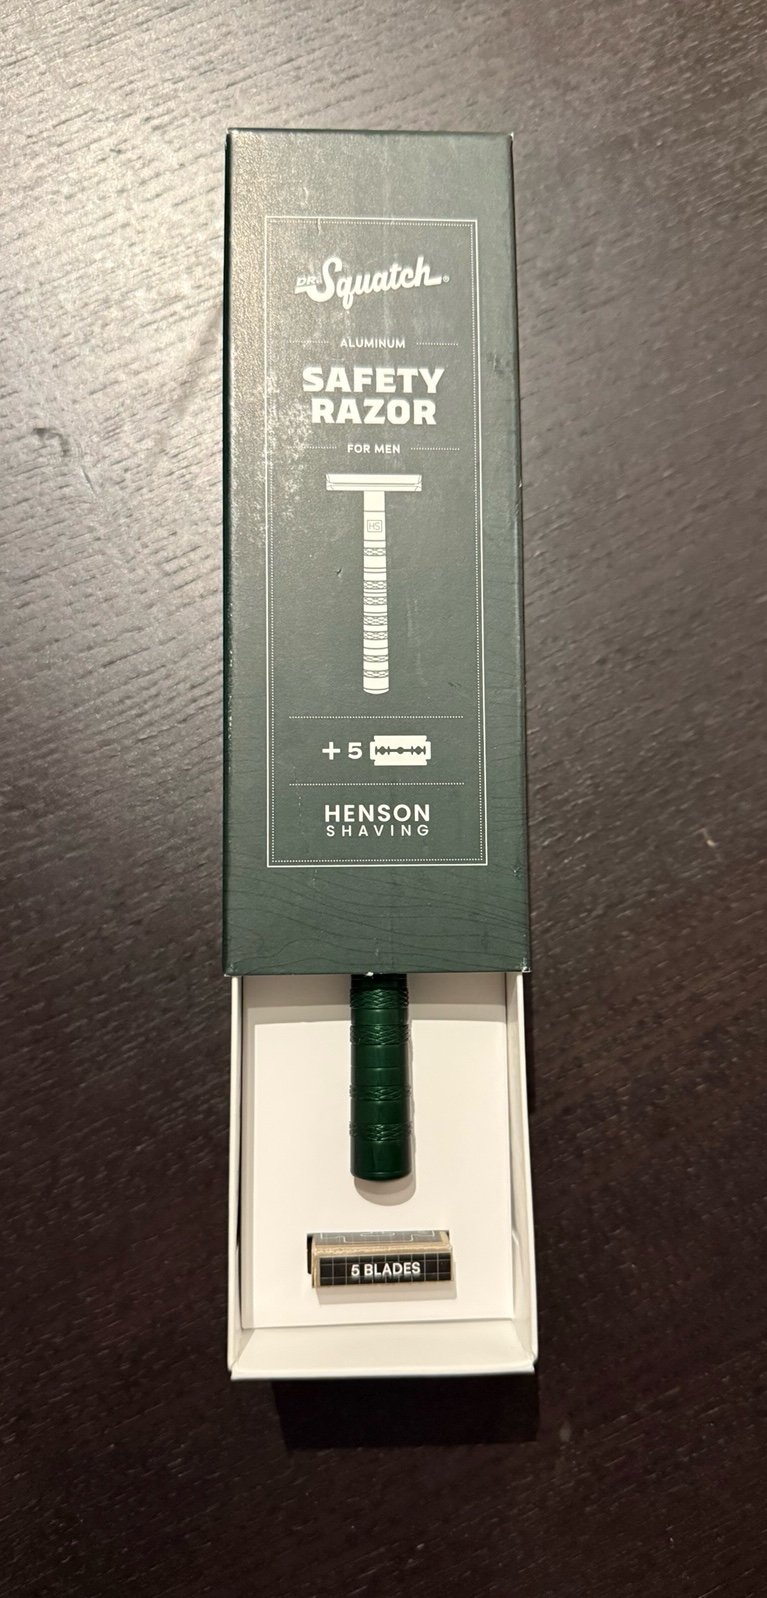 DR. Squatch®
ALUMINUM
SAFETY
RAZOR
FOR MEN
HS
+5
HENSON
SHAVING
5 BLADES